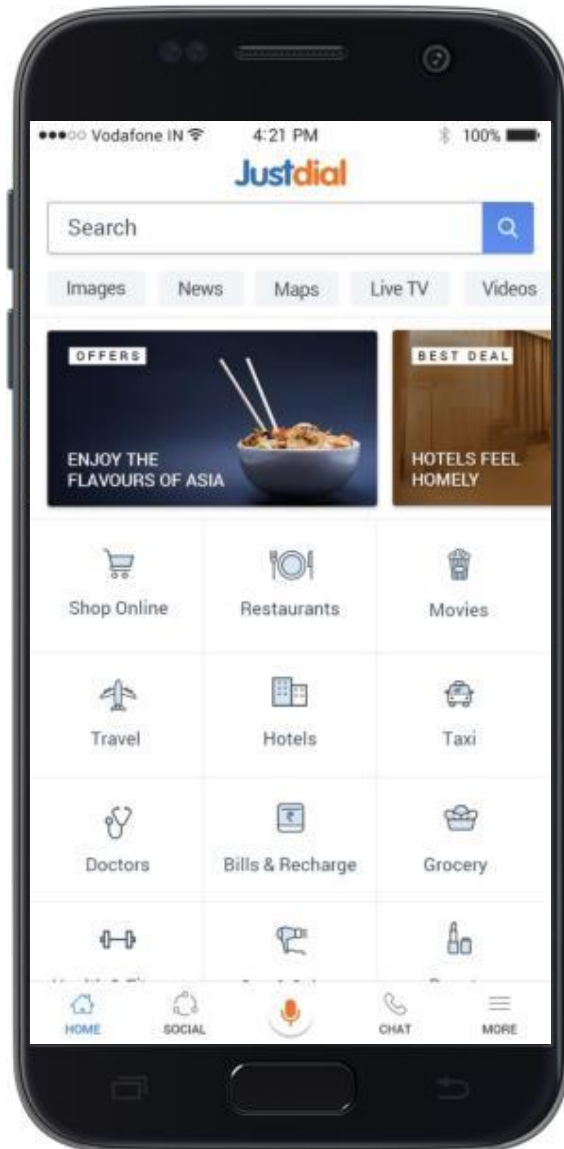 Vodafone IN 4:21 PM 100%
Justdial
Search
Images News Maps Live TV Videos
OFFERS
ENJOY THE
FLAVOURS OF ASIA
BEST DEAL
HOTELS FEEL
HOMELY
Shop Online Restaurants Movies
Travel Hotels Taxi
₹
Doctors Bills & Recharge Grocery
HOME SOCIAL CHAT MORE